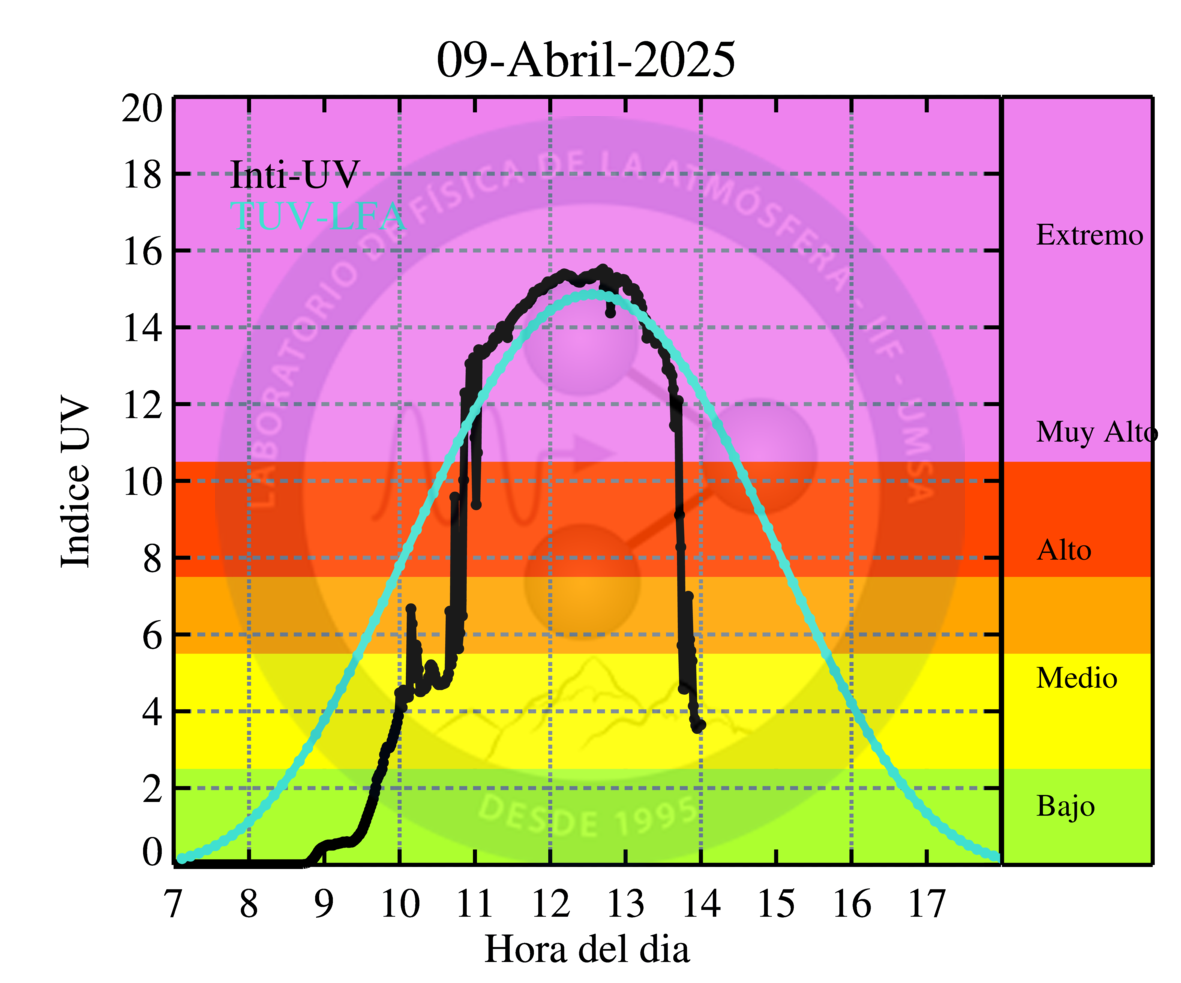 09-Abril-2025
20
18
16
14
12
10
8
6
4
2
0
Indice UV
Inti-UV
TUV-LFA
LABORATORIO DE FÍSICA DE LA ATMÓSFERA - IIF - UMSA
DESDE 1995
Extremo
Muy Alto
Alto
Medio
Bajo
7 8 9 10 11 12 13 14 15 16 17
Hora del dia